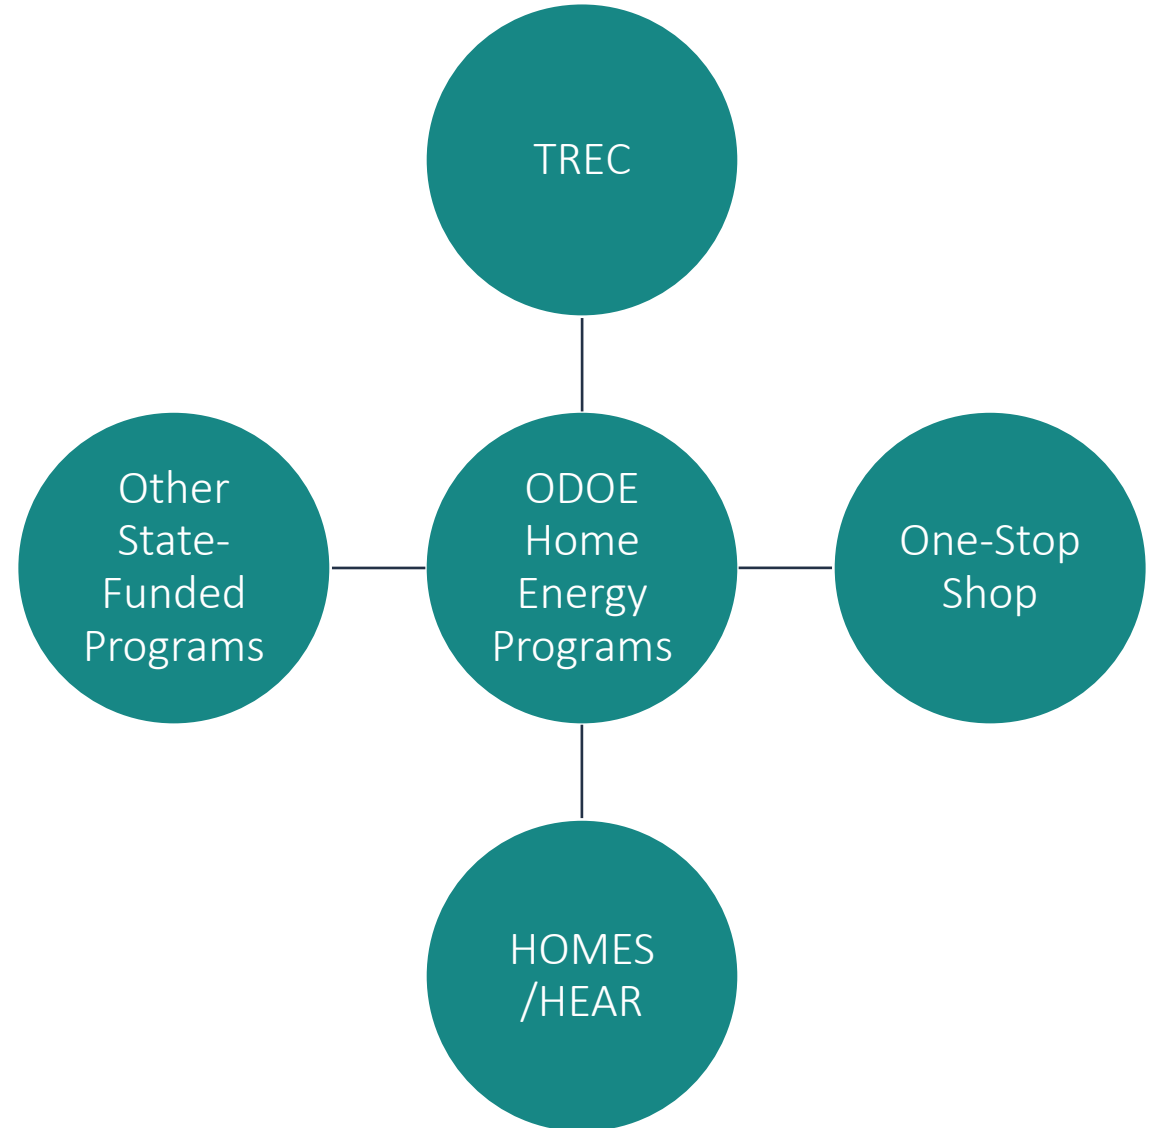 TREC
Other
State-
Funded
Programs
ODOE
Home
Energy
Programs
One-Stop
Shop
HOMES
/HEAR